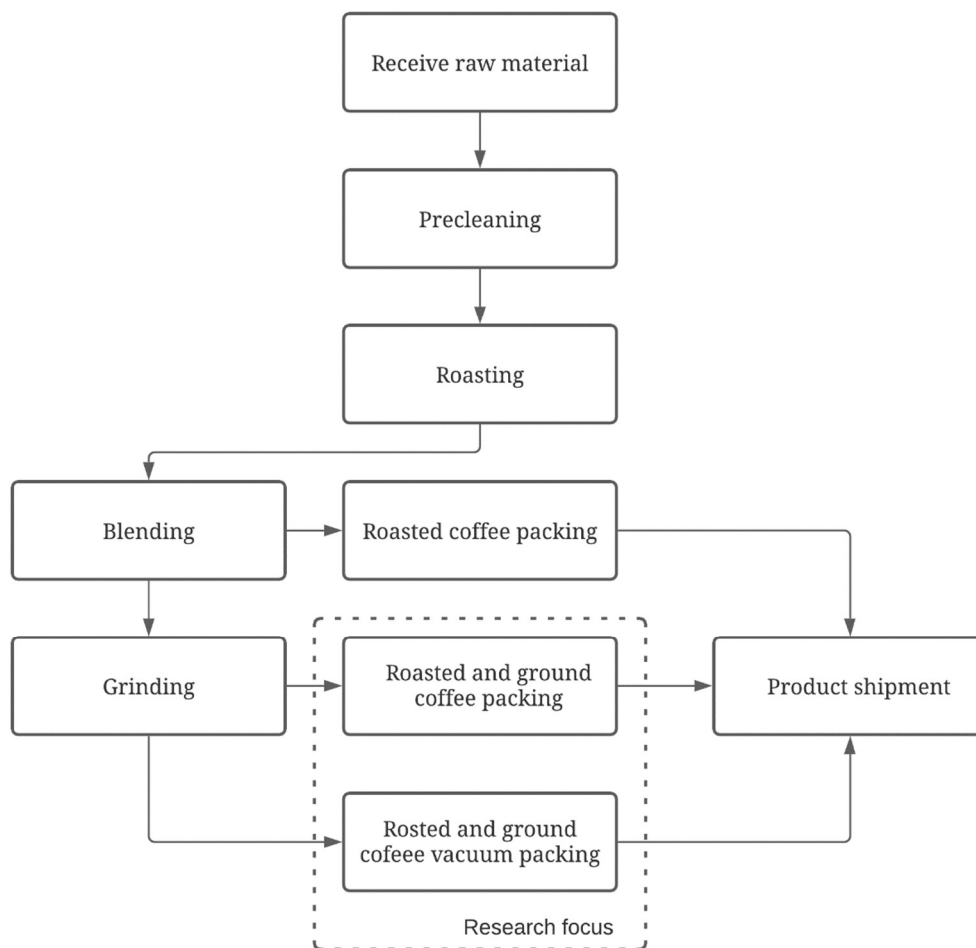 Receive raw material
Precleaning
Roasting
Blending
Roasted coffee packing
Grinding
Roasted and ground
coffee packing
Product shipment
Rosted and ground
cofeee vacuum packing
Research focus